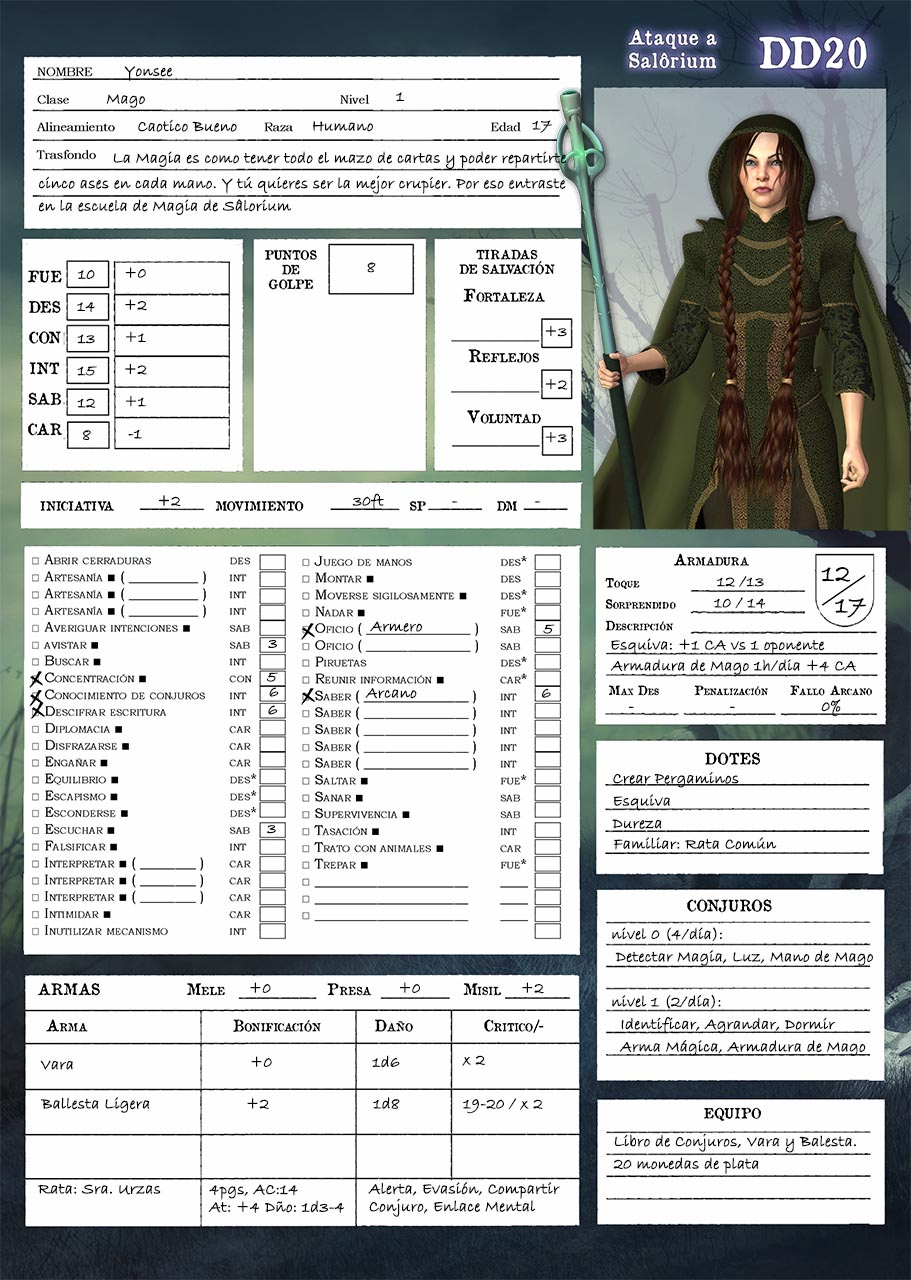 Ataque a
Salôrium
DD20
NOMBRE Yonsee
Clase Mago Nivel 1
Alineamiento Caotico Bueno Raza Humano Edad 17
Trasfondo La Magia es como tener todo el mazo de cartas y poder repartirte
cinco ases en cada mano. Y tú quieres ser la mejor crupier. Por eso entraste
en la escuela de Magia de Sâlorium
FUE 10 +0
DES 14 +2
CON 13 +1
INT 15 +2
SAB 12 +1
CAR 8 -1
PUNTOS
DE
GOLPE
8
TIRADAS
DE SALVACIÓN
FORTALEZA
+3
REFLEJOS
+2
VOLUNTAD
+3
INICIATIVA +2 MOVIMIENTO 30ft SP - DM -
ABRIR CERRADURAS DES
ARTESANÍA ■ ( ) INT
ARTESANÍA ■ ( ) INT
ARTESANÍA ■ ( ) INT
AVERIGUAR INTENCIONES ■ SAB
AVISTAR ■ SAB 3
BUSCAR ■ INT
X CONCENTRACIÓN ■ CON 5
X CONOCIMIENTO DE CONJUROS INT 6
X DESCIFRAR ESCRITURA INT 6
DIPLOMACIA ■ CAR
DISFRAZARSE ■ CAR
ENGAÑAR ■ CAR
EQUILIBRIO ■ DES*
ESCAPISMO ■ DES*
ESCONDERSE ■ DES*
ESCUCHAR ■ SAB 3
FALSIFICAR ■ INT
INTERPRETAR ■ ( ) CAR
INTERPRETAR ■ ( ) CAR
INTERPRETAR ■ ( ) CAR
INTIMIDAR ■ CAR
INUTILIZAR MECANISMO INT
JUEGO DE MANOS DES*
MONTAR ■ DES
MOVERSE SIGILOSAMENTE ■ DES*
NADAR ■ FUE*
X OFICIO ( Armero ) SAB 5
OFICIO ( ) SAB
PIRUETAS DES*
REUNIR INFORMACIÓN ■ CAR*
X SABER ( Arcano ) INT 6
SABER ( ) INT
SABER ( ) INT
SABER ( ) INT
SABER ( ) INT
SALTAR ■ FUE*
SANAR ■ SAB
SUPERVIVENCIA ■ SAB
TASACIÓN ■ INT
TRATO CON ANIMALES ■ CAR
TREPAR ■ FUE*
ARMADURA
12/17
TOQUE 12 /13
SORPRENDIDO 10 / 14
DESCRIPCIÓN
Esquiva: +1 CA vs 1 oponente
Armadura de Mago 1h/día +4 CA
MAX DES PENALIZACIÓN FALLO ARCANO
- - 0%
DOTES
Crear Pergaminos
Esquiva
Dureza
Familiar: Rata Común
CONJUROS
nivel 0 (4/día):
Detectar Magia, Luz, Mano de Mago
nivel 1 (2/día):
Identificar, Agrandar, Dormir
Arma Mágica, Armadura de Mago
ARMAS MELE +0 PRESA +0 MISIL +2
ARMA BONIFICACIÓN DAÑO CRITICO/-
Vara +0 1d6 x 2
Ballesta Ligera +2 1d8 19-20 / x 2
Rata: Sra. Urzas 4pgs, AC:14 Alerta, Evasión, Compartir
At: +4 Dño: 1d3-4 Conjuro, Enlace Mental
EQUIPO
Libro de Conjuros, Vara y Balesta.
20 monedas de plata